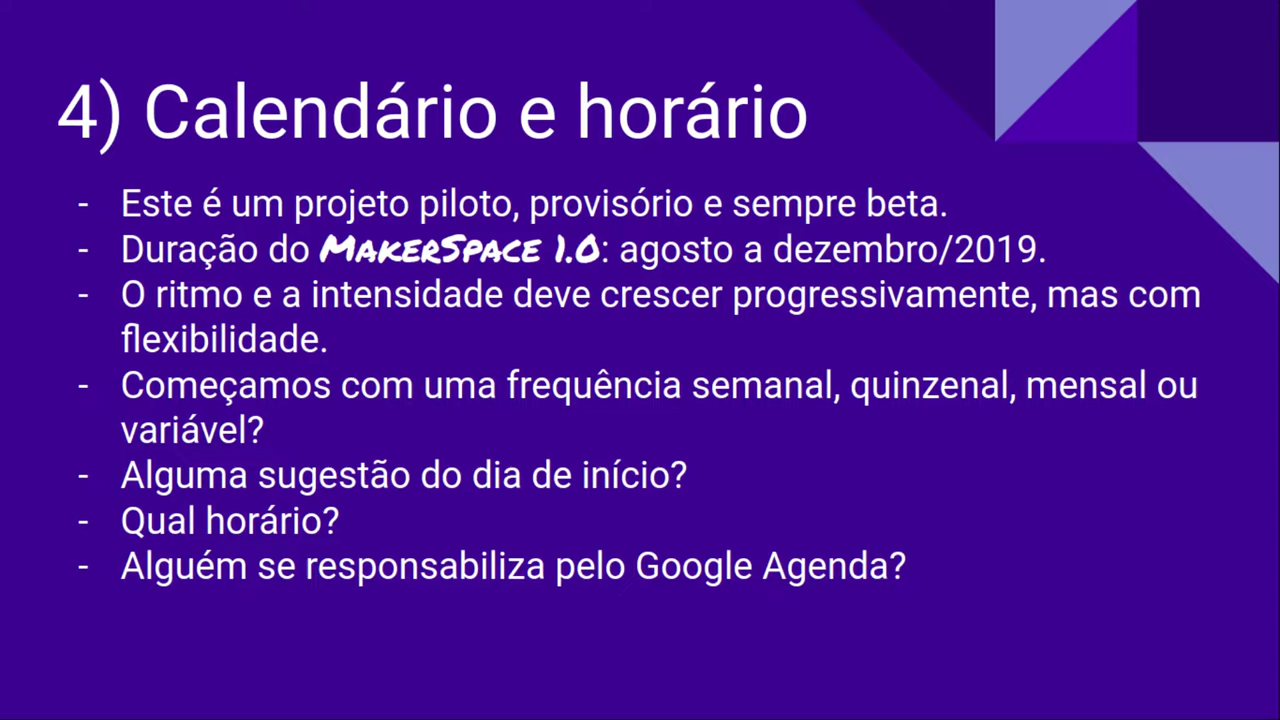 4) Calendário e horário
- Este é um projeto piloto, provisório e sempre beta.
- Duração do MakerSpace 1.0: agosto a dezembro/2019.
- O ritmo e a intensidade deve crescer progressivamente, mas com
flexibilidade.
- Começamos com uma frequência semanal, quinzenal, mensal ou
variável?
- Alguma sugestão do dia de início?
- Qual horário?
- Alguém se responsabiliza pelo Google Agenda?